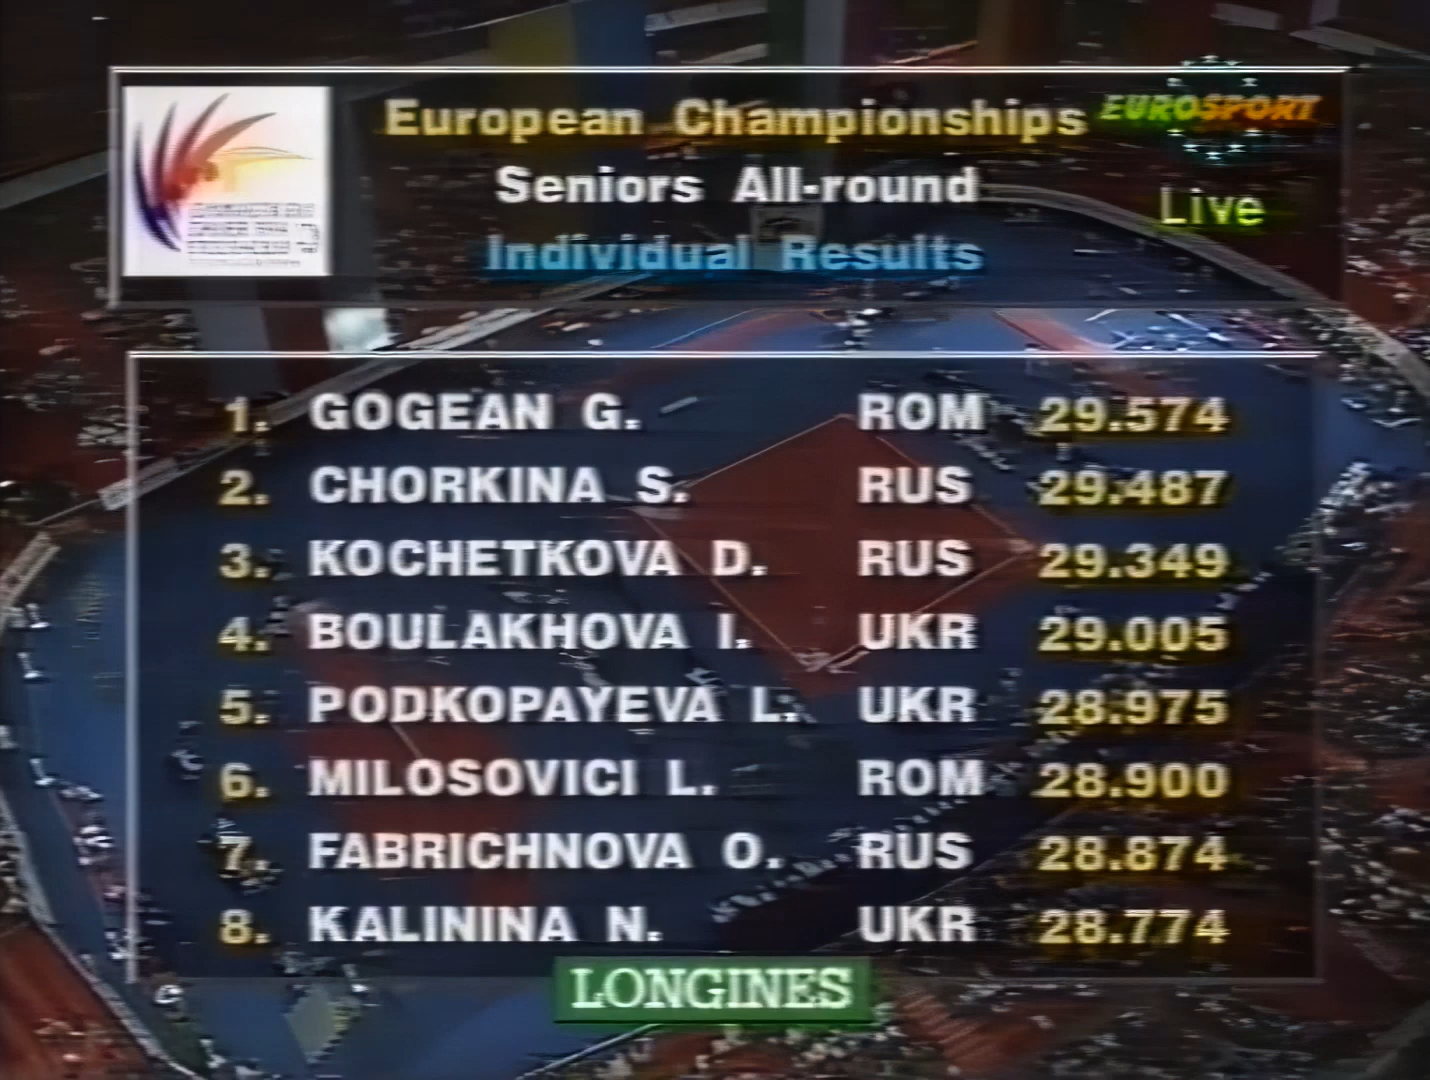 European Championships
EUROSPORT
Seniors All-round
Live
Individual Results
1. GOGEAN G. ROM 29.574
2. CHORKINA S. RUS 29.487
3. KOCHETKOVA D. RUS 29.349
4. BOULAKHOVA I. UKR 29.005
5. PODKOPAYEVA L. UKR 28.975
6. MILOSOVICI L. ROM 28.900
7. FABRICHNOVA O. RUS 28.874
8. KALININA N. UKR 28.774
LONGINES